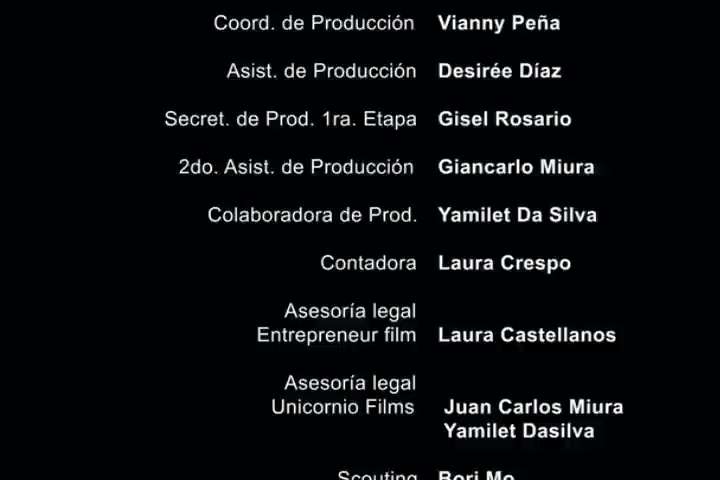 Coord. de Producción Vianny Peña
Asist. de Producción Desirée Díaz
Secret. de Prod. 1ra. Etapa Gisel Rosario
2do. Asist. de Producción Giancarlo Miura
Colaboradora de Prod. Yamilet Da Silva
Contadora Laura Crespo
Asesoría legal
Entrepreneur film Laura Castellanos
Asesoría legal
Unicornio Films Juan Carlos Miura
Yamilet Dasilva
Scouting